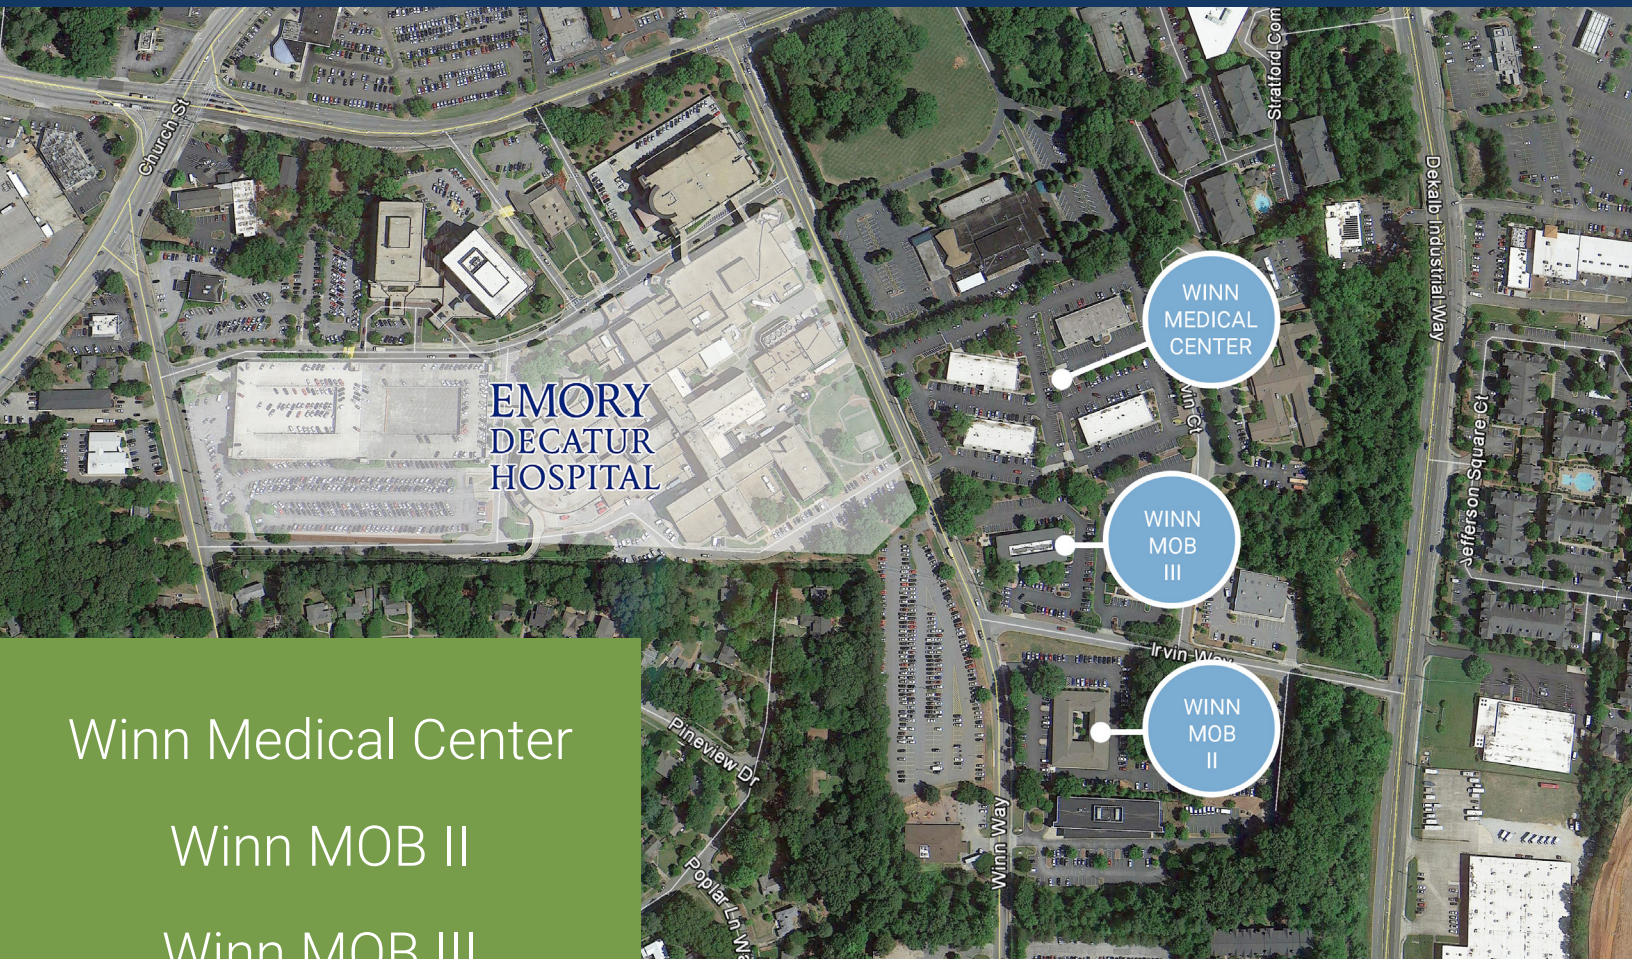 Church St
Stratford Com
Dekalb Industrial Way
WINN
MEDICAL
CENTER
EMORY
DECATUR
HOSPITAL
Jefferson Square Ct
WINN
MOB
III
Irvin Way
WINN
MOB
II
Pineview Dr
Winn Way
Poplar Ln
Winn Medical Center
Winn MOB II
Winn MOB III